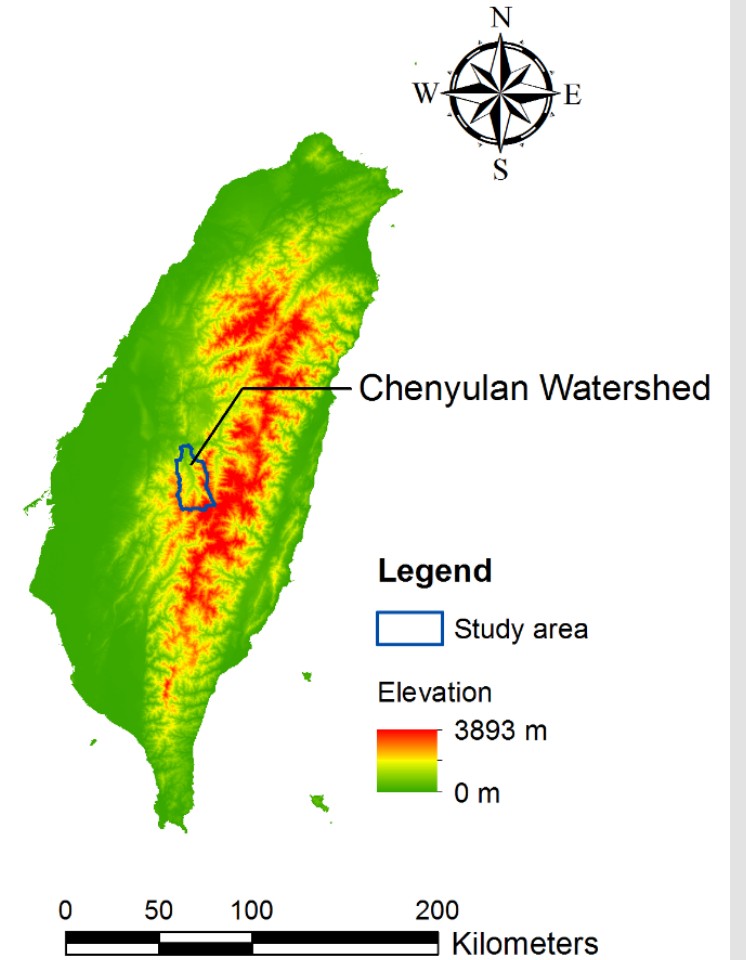 N
W E
S
Chenyulan Watershed
Legend
Study area
Elevation
3893 m
0 m
0 50 100 200
Kilometers